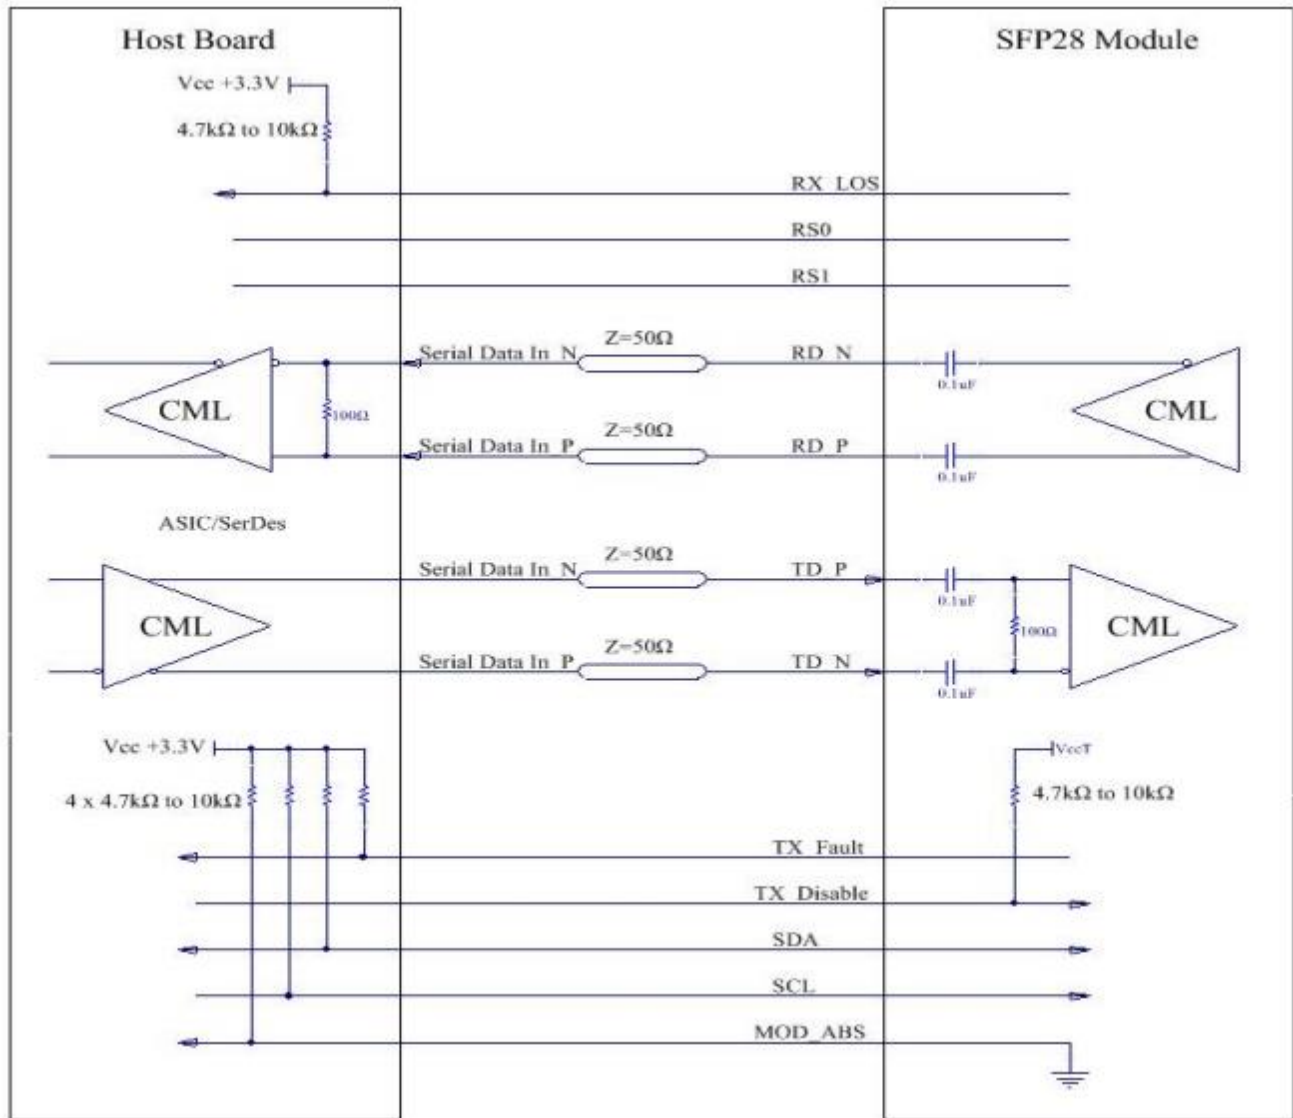 Host Board
SFP28 Module
Vcc +3.3V
4.7kΩ to 10kΩ
RX_LOS
RS0
RS1
Serial Data In_N
Z=50Ω
RD_N
0.1uF
CML
100Ω
CML
Serial Data In_P
Z=50Ω
RD_P
0.1uF
ASIC/SerDes
Serial Data In_N
Z=50Ω
TD_P
0.1uF
CML
100Ω
CML
Serial Data In_P
Z=50Ω
TD_N
0.1uF
Vcc +3.3V
VccT
4 x 4.7kΩ to 10kΩ
4.7kΩ to 10kΩ
TX_Fault
TX_Disable
SDA
SCL
MOD_ABS